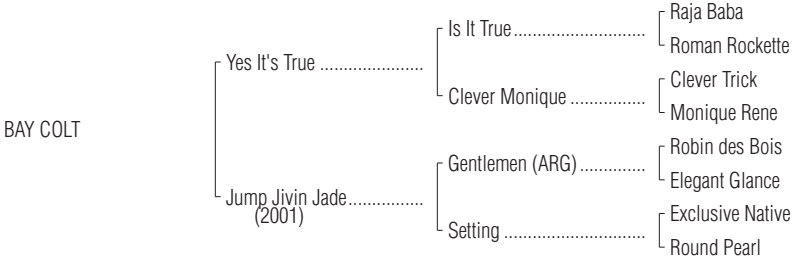 Raja Baba
Is It True............................
Roman Rockette
Yes It's True ......................
Clever Trick
Clever Monique ................
Monique Rene
BAY COLT
Robin des Bois
Gentlemen (ARG) ..............
Elegant Glance
Jump Jivin Jade................
(2001)
Exclusive Native
Setting ..............................
Round Pearl